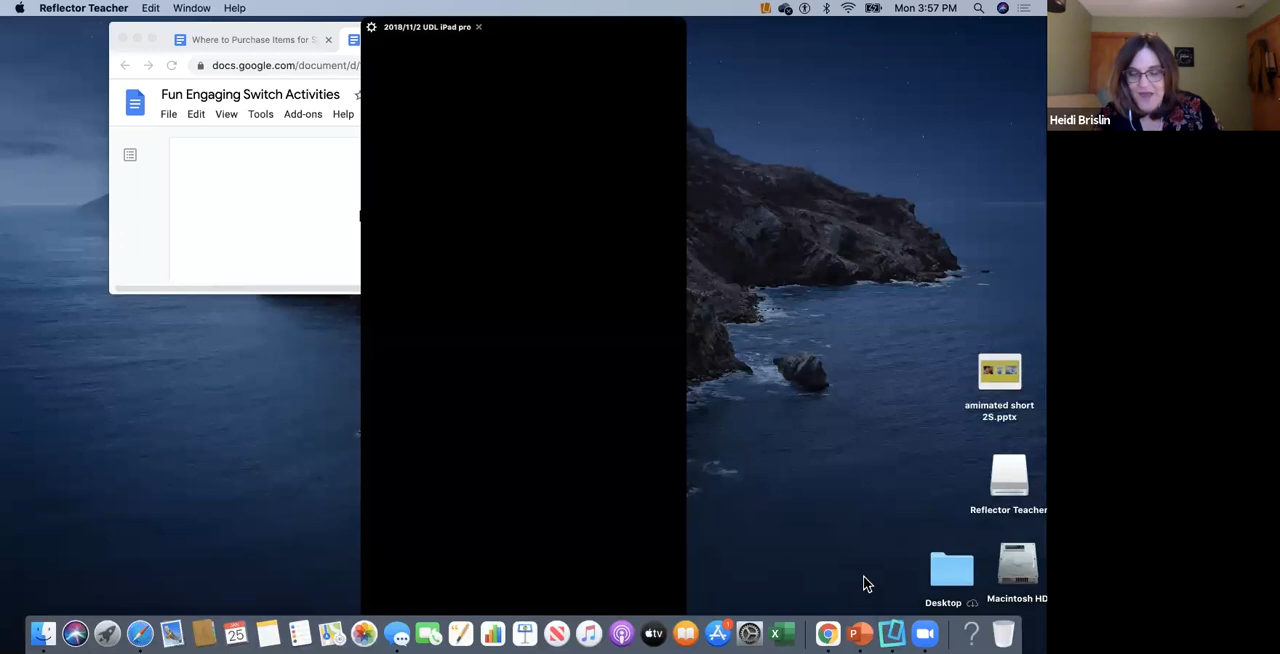 Reflector Teacher Edit Window Help
Mon 3:57 PM
2018/11/2 UDL iPad pro
Where to Purchase Items for S
docs.google.com/document/d/
Fun Engaging Switch Activities
File Edit View Tools Add-ons Help
Heidi Brislin
amimated short
2S.pptx
Reflector Teacher
Desktop
Macintosh HD
JAN
25
tv